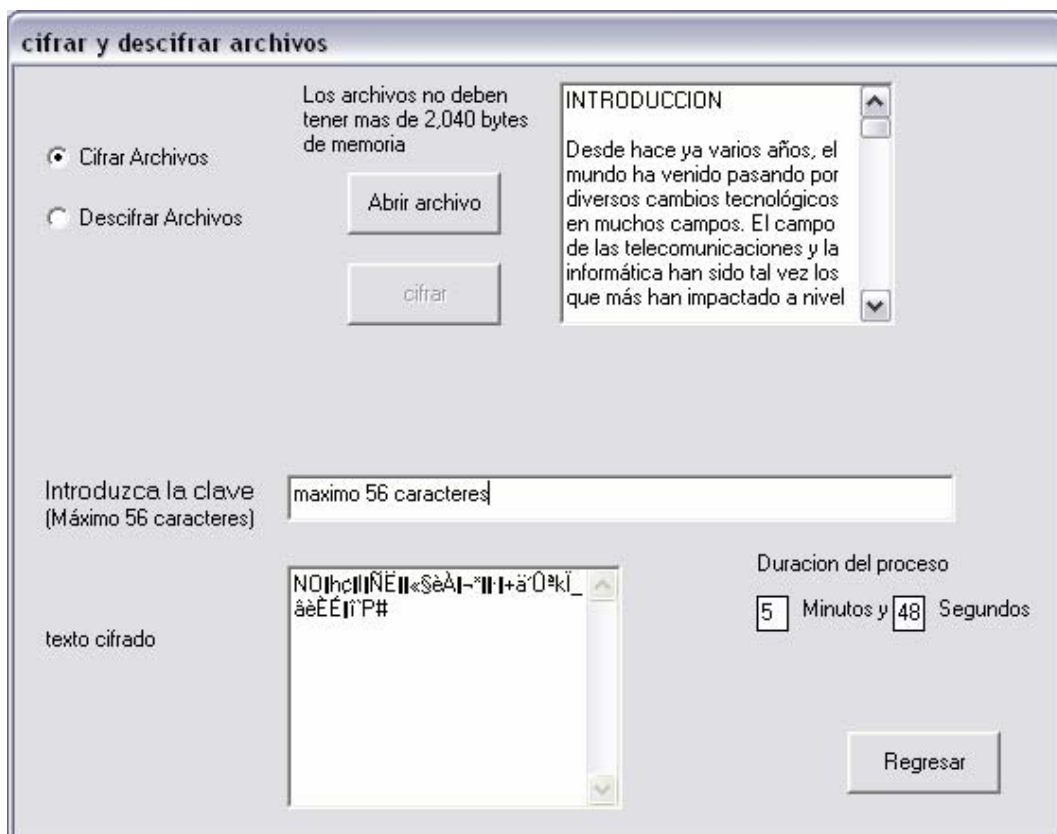 cifrar y descifrar archivos
Cifrar Archivos
Descifrar Archivos
Los archivos no deben
tener mas de 2,040 bytes
de memoria
Abrir archivo
cifrar
INTRODUCCION
Desde hace ya varios años, el
mundo ha venido pasando por
diversos cambios tecnológicos
en muchos campos. El campo
de las telecomunicaciones y la
informática han sido tal vez los
que más han impactado a nivel
Introduzca la clave
(Máximo 56 caracteres)
maximo 56 caracteres
texto cifrado
Duracion del proceso
5 Minutos y 48 Segundos
Regresar